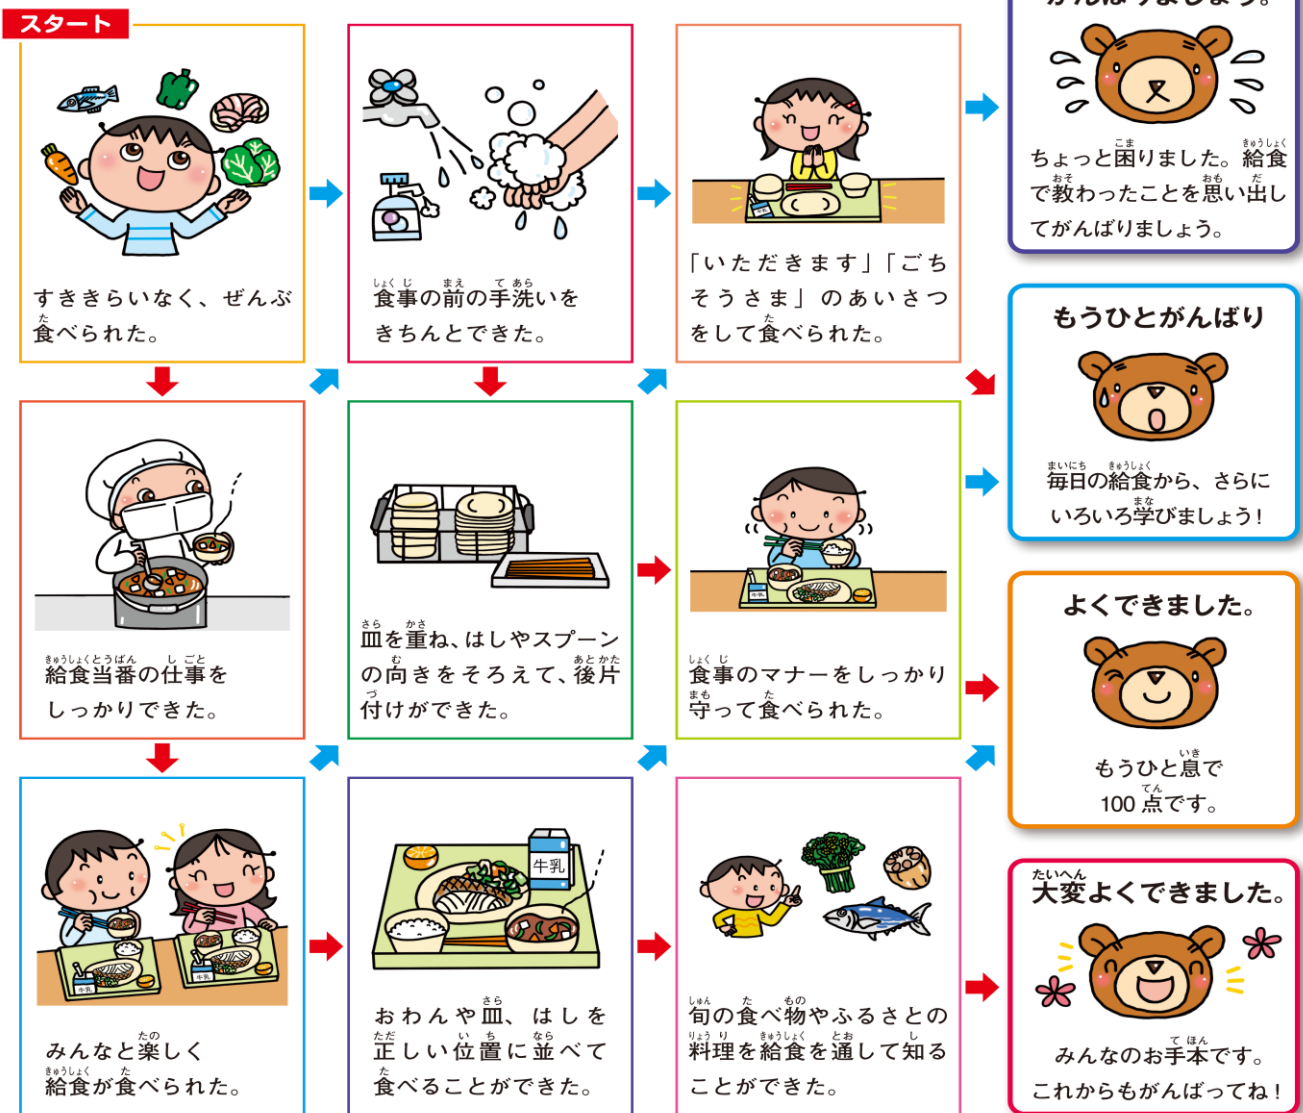 スタート
すききらいなく、ぜんぶ
食べられた。
食事の前の手洗いを
きちんとできた。
「いただきます」「ごち
そうさま」のあいさつ
をして食べられた。
ちょっと困りました。給食
で教わったことを思い出し
てがんばりましょう。
もうひとがんばり
毎日の給食から、さらに
いろいろ学びましょう!
給食当番の仕事を
しっかりできた。
皿を重ね、はしやスプーン
の向きをそろえて、後片
付けができた。
食事のマナーをしっかり
守って食べられた。
よくできました。
もうひと息で
100点です。
みんなと楽しく
給食が食べられた。
牛乳
おわんや皿、はしを
正しい位置に並べて
食べることができた。
旬の食べ物やふるさとの
料理を給食を通して知る
ことができた。
大変よくできました。
みんなのお手本です。
これからもがんばってね!